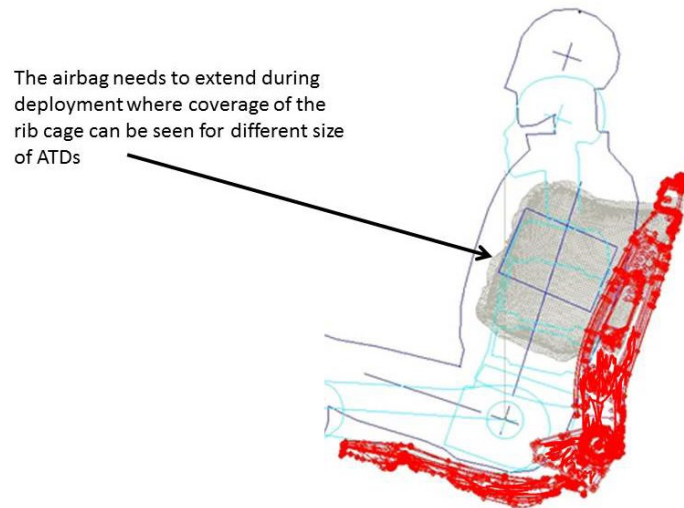 The airbag needs to extend during
deployment where coverage of the
rib cage can be seen for different size
of ATDs